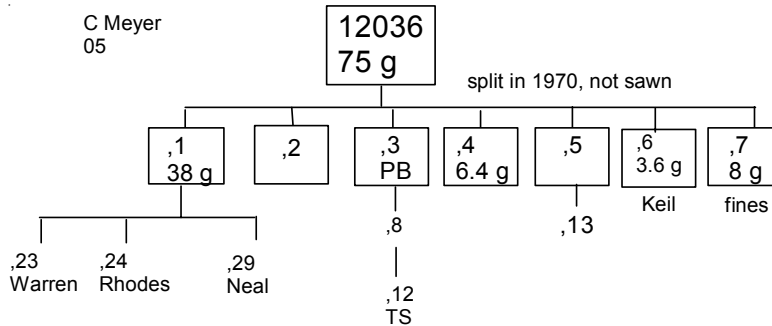 C Meyer
05
12036
75 g
split in 1970, not sawn
,1
38 g
,2
,3
PB
,4
6.4 g
,5
,6
3.6 g
,7
8 g
Keil
fines
,8
,13
,23
Warren
,24
Rhodes
,29
Neal
,12
TS